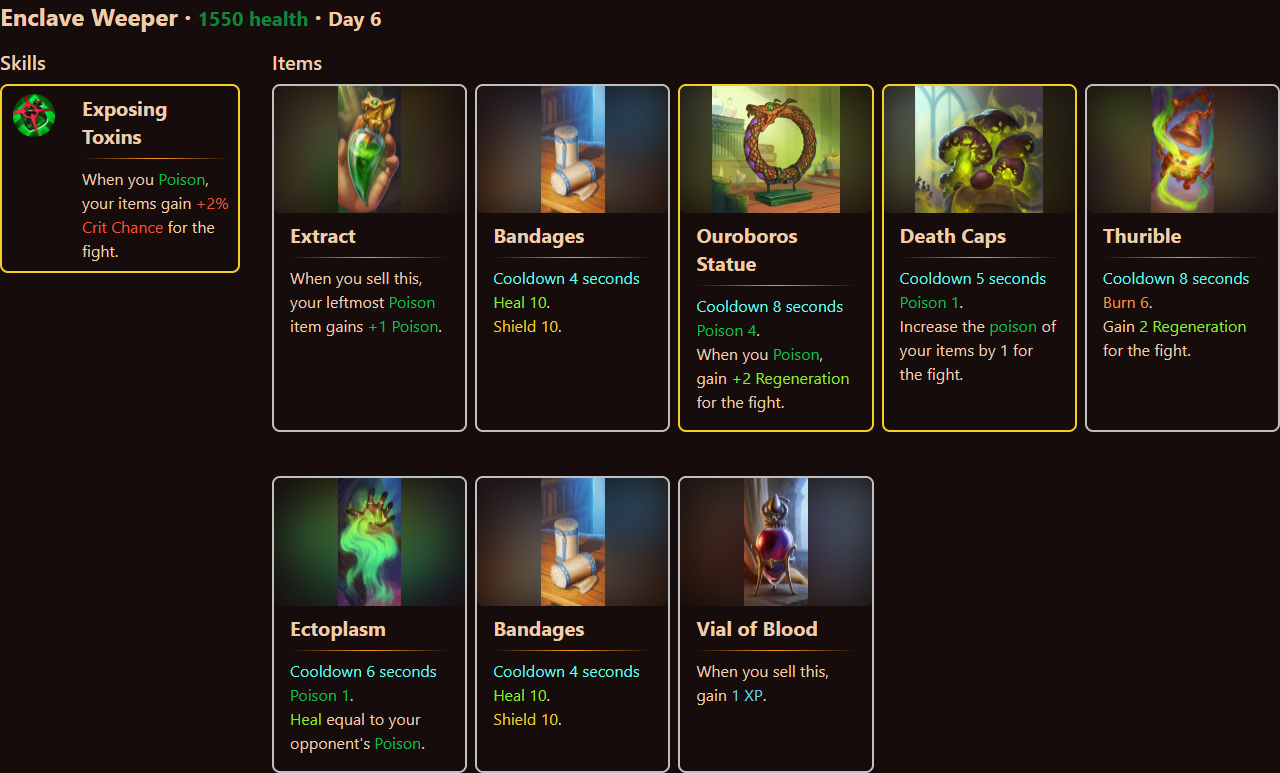 Enclave Weeper • 1550 health • Day 6
Skills
Items
Exposing
Toxins
When you Poison,
your items gain +2%
Crit Chance for the
fight.
Extract
When you sell this,
your leftmost Poison
item gains +1 Poison.
Bandages
Cooldown 4 seconds
Heal 10.
Shield 10.
Ouroboros
Statue
Cooldown 8 seconds
Poison 4.
When you Poison,
gain +2 Regeneration
for the fight.
Death Caps
Cooldown 5 seconds
Poison 1.
Increase the poison of
your items by 1 for
the fight.
Thurible
Cooldown 8 seconds
Burn 6.
Gain 2 Regeneration
for the fight.
Ectoplasm
Cooldown 6 seconds
Poison 1.
Heal equal to your
opponent's Poison.
Bandages
Cooldown 4 seconds
Heal 10.
Shield 10.
Vial of Blood
When you sell this,
gain 1 XP.